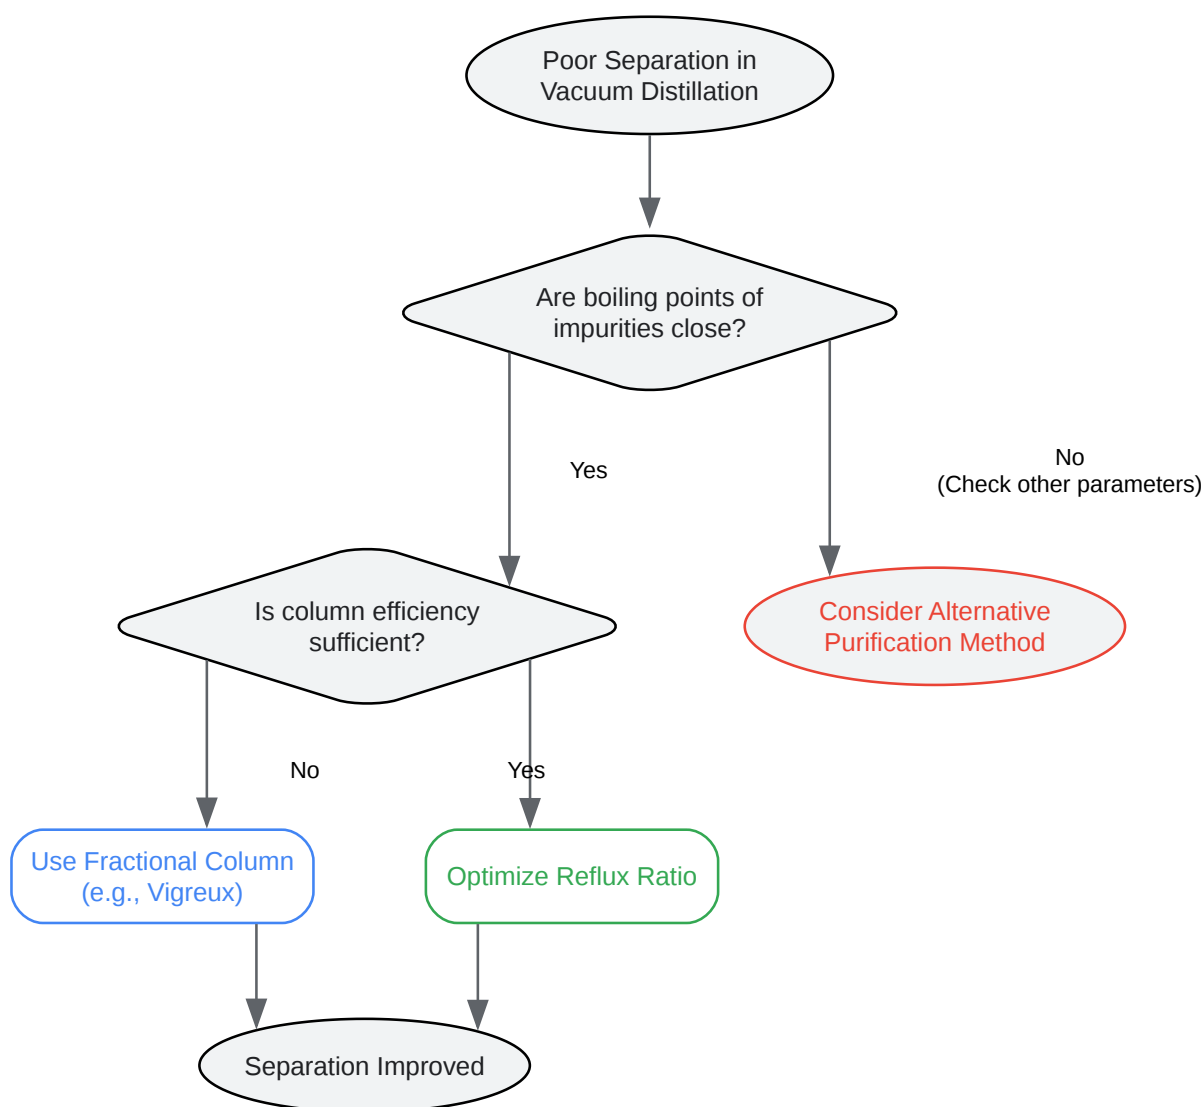 Poor Separation in
Vacuum Distillation
Are boiling points of
impurities close?
Yes
No
(Check other parameters)
Is column efficiency
sufficient?
Consider Alternative
Purification Method
No
Yes
Use Fractional Column
(e.g., Vigreux)
Optimize Reflux Ratio
Separation Improved